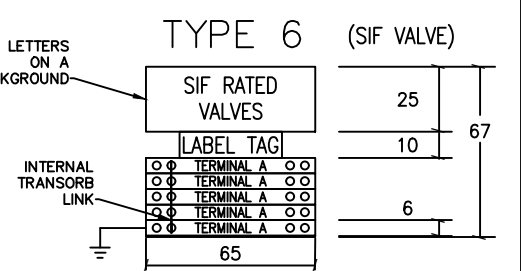 TYPE 6 (SIF VALVE)
LETTERS
ON A
KGROUND
SIF RATED
VALVES
25
67
LABEL TAG
10
INTERNAL
TRANSORB
LINK
TERMINAL A
TERMINAL A
TERMINAL A
TERMINAL A
TERMINAL A
6
65